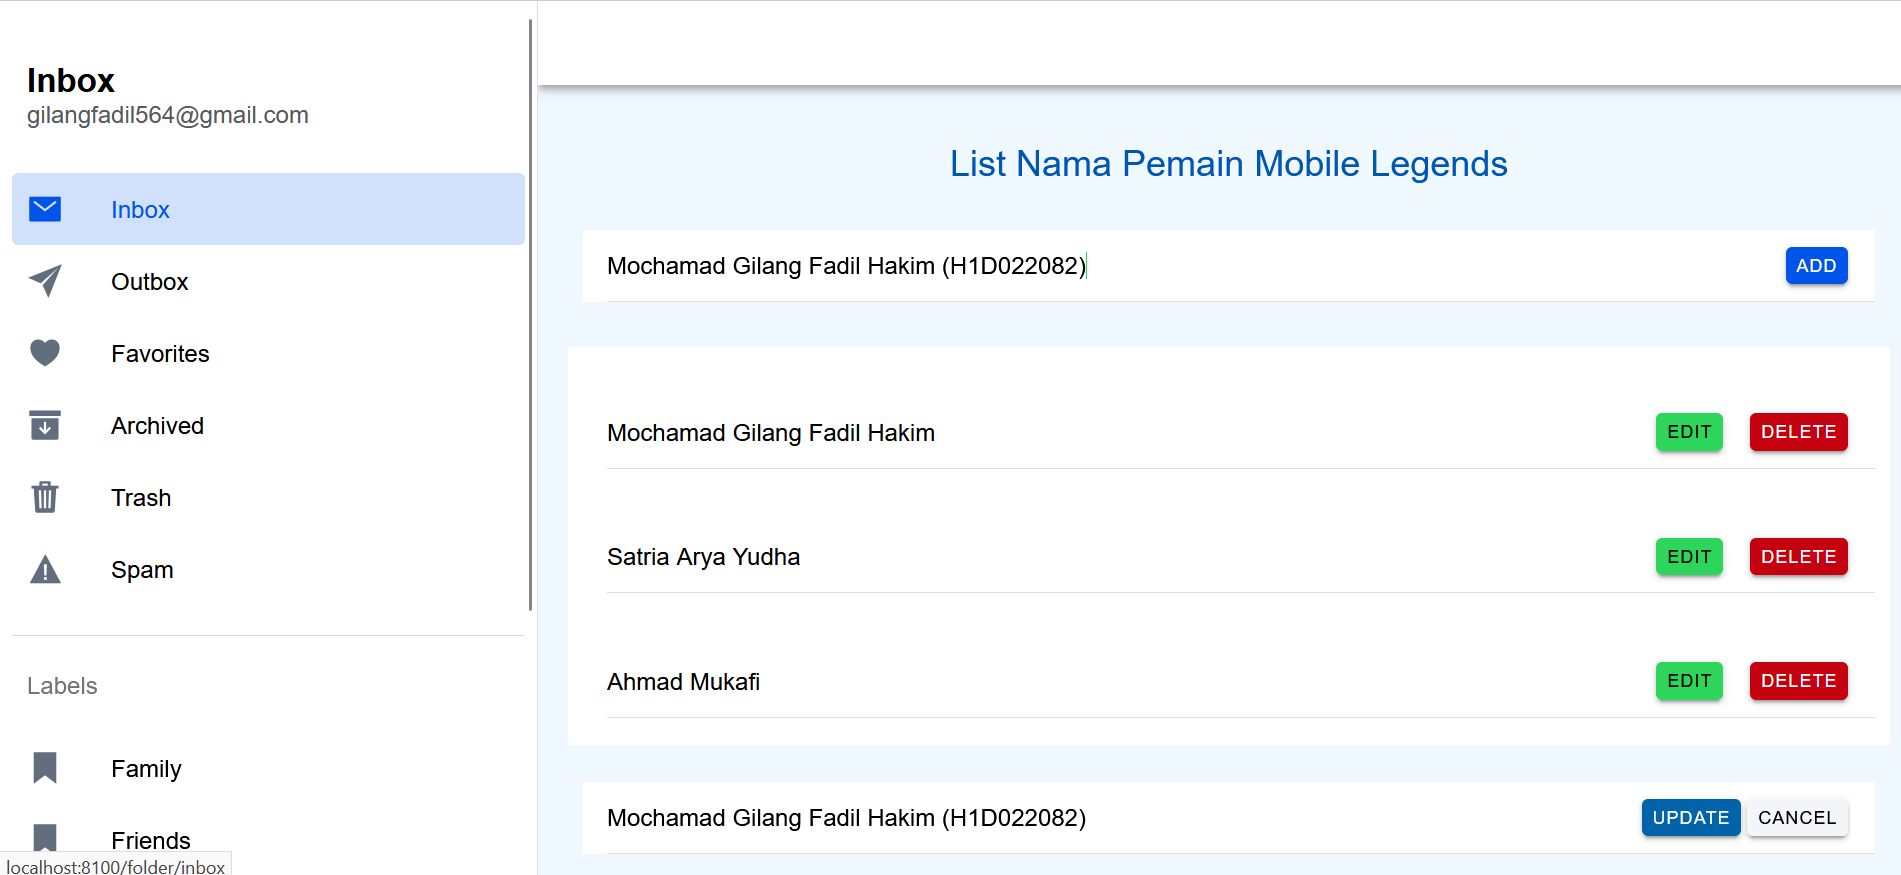 Inbox
gilangfadil564@gmail.com
Inbox
Outbox
Favorites
Archived
Trash
Spam
Labels
Family
Friends
localhost:8100/folder/inbox
List Nama Pemain Mobile Legends
Mochamad Gilang Fadil Hakim (H1D022082) ADD
Mochamad Gilang Fadil Hakim EDIT DELETE
Satria Arya Yudha EDIT DELETE
Ahmad Mukafi EDIT DELETE
Mochamad Gilang Fadil Hakim (H1D022082) UPDATE CANCEL